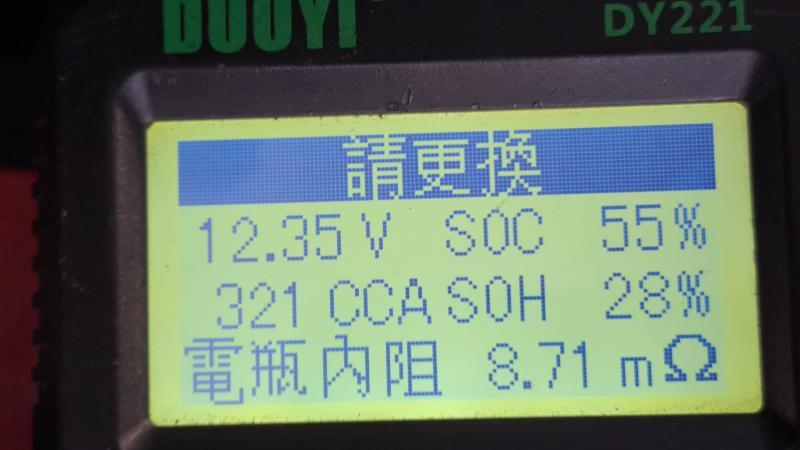 DUOYI
DY221
請更換
12.35 V SOC 55%
321 CCA SOH 28%
電瓶內阻 8.71 mΩ